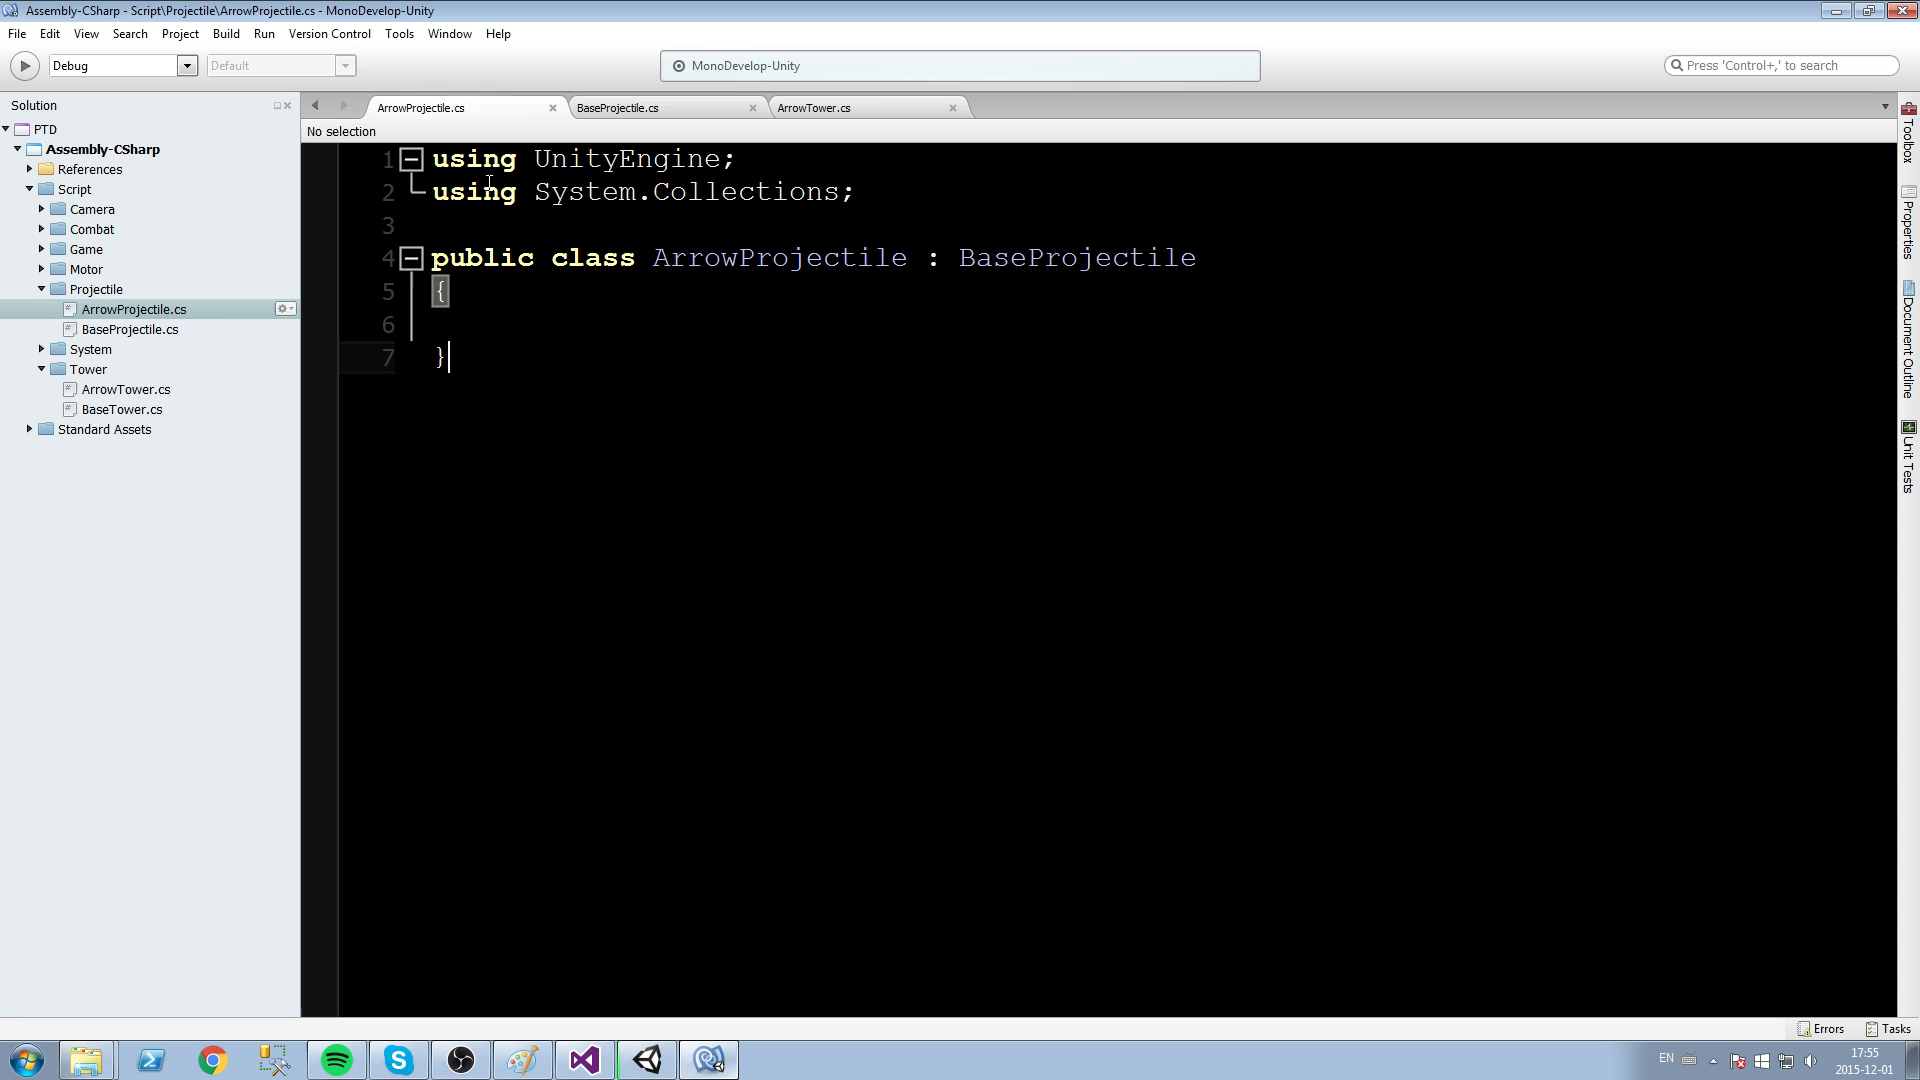 Assembly-CSharp - Script\Projectile\ArrowProjectile.cs - MonoDevelop-Unity
File Edit View Search Project Build Run Version Control Tools Window Help
Debug Default MonoDevelop-Unity Press 'Control+,' to search
Solution
PTD
Assembly-CSharp
References
Script
Camera
Combat
Game
Motor
Projectile
ArrowProjectile.cs
BaseProjectile.cs
System
Tower
ArrowTower.cs
BaseTower.cs
Standard Assets
ArrowProjectile.cs BaseProjectile.cs ArrowTower.cs
No selection
1 using UnityEngine;
2 using System.Collections;
3
4 public class ArrowProjectile : BaseProjectile
5 {
6
7 }
Toolbox
Properties
Document Outline
Unit Tests
Errors Tasks
EN
17:55
2015-12-01